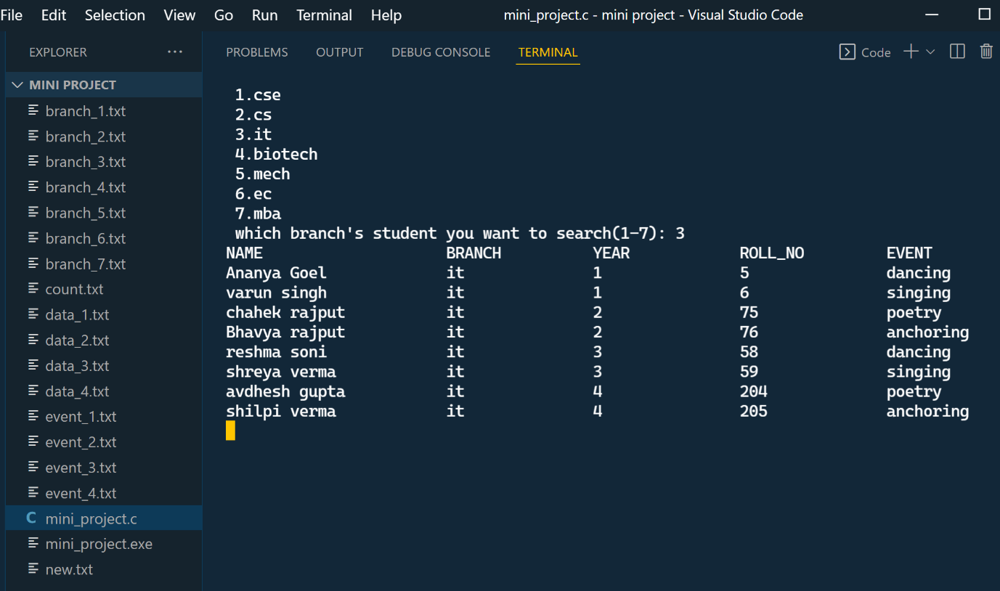 File Edit Selection View Go Run Terminal Help mini_project.c - mini project - Visual Studio Code
EXPLORER ...
MINI PROJECT
branch_1.txt
branch_2.txt
branch_3.txt
branch_4.txt
branch_5.txt
branch_6.txt
branch_7.txt
count.txt
data_1.txt
data_2.txt
data_3.txt
data_4.txt
event_1.txt
event_2.txt
event_3.txt
event_4.txt
C mini_project.c
mini_project.exe
new.txt
PROBLEMS OUTPUT DEBUG CONSOLE TERMINAL Code
1.cse
2.cs
3.it
4.biotech
5.mech
6.ec
7.mba
which branch's student you want to search(1-7): 3
NAME BRANCH YEAR ROLL_NO EVENT
Ananya Goel it 1 5 dancing
varun singh it 1 6 singing
chahek rajput it 2 75 poetry
Bhavya rajput it 2 76 anchoring
reshma soni it 3 58 dancing
shreya verma it 3 59 singing
avdhesh gupta it 4 204 poetry
shilpi verma it 4 205 anchoring